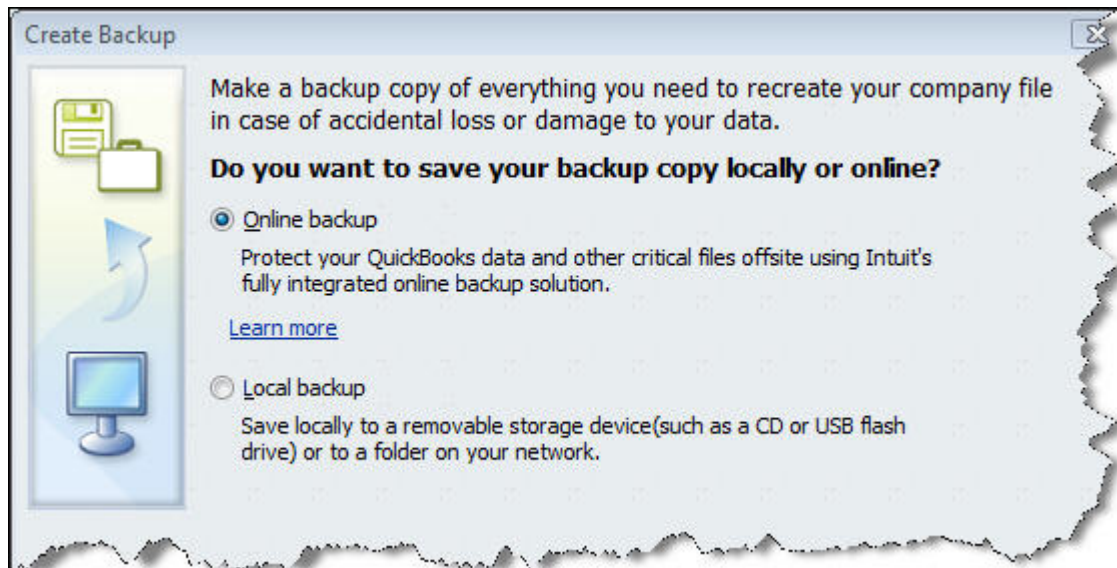 Create Backup
Make a backup copy of everything you need to recreate your company file
in case of accidental loss or damage to your data.
Do you want to save your backup copy locally or online?
Online backup
Protect your QuickBooks data and other critical files offsite using Intuit's
fully integrated online backup solution.
Learn more
Local backup
Save locally to a removable storage device(such as a CD or USB flash
drive) or to a folder on your network.